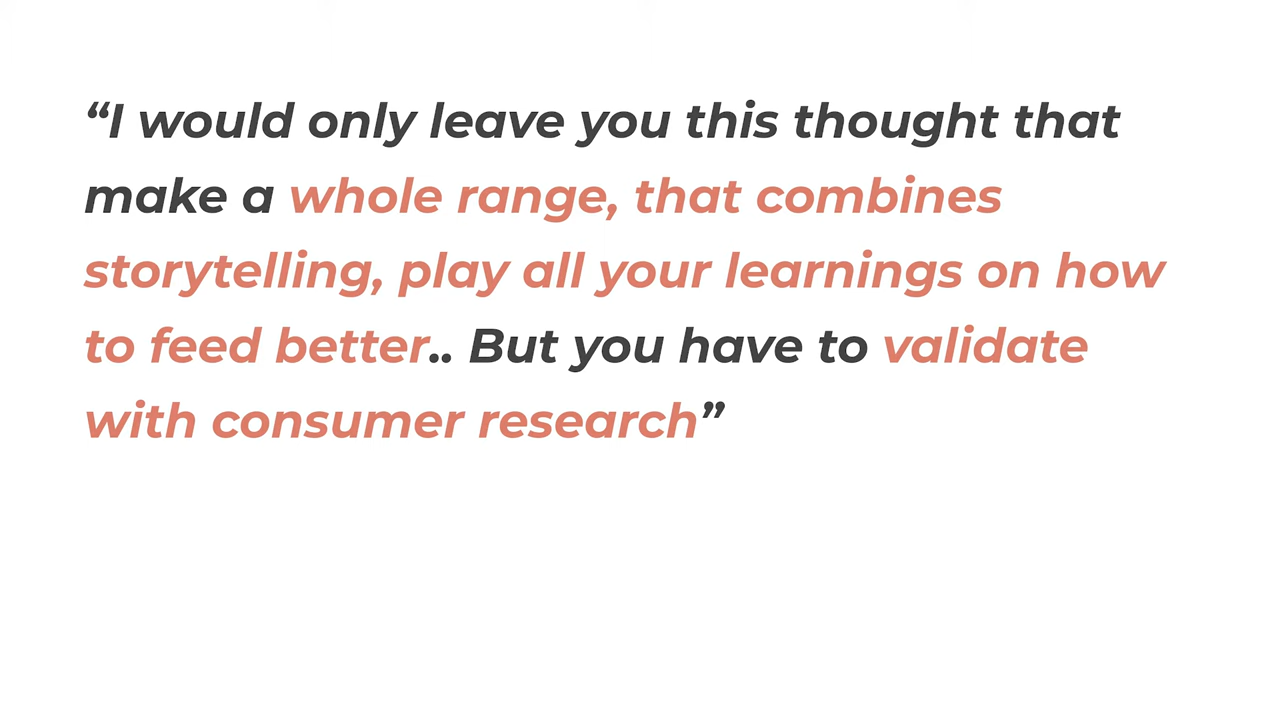 “I would only leave you this thought that
make a whole range, that combines
storytelling, play all your learnings on how
to feed better.. But you have to validate
with consumer research”